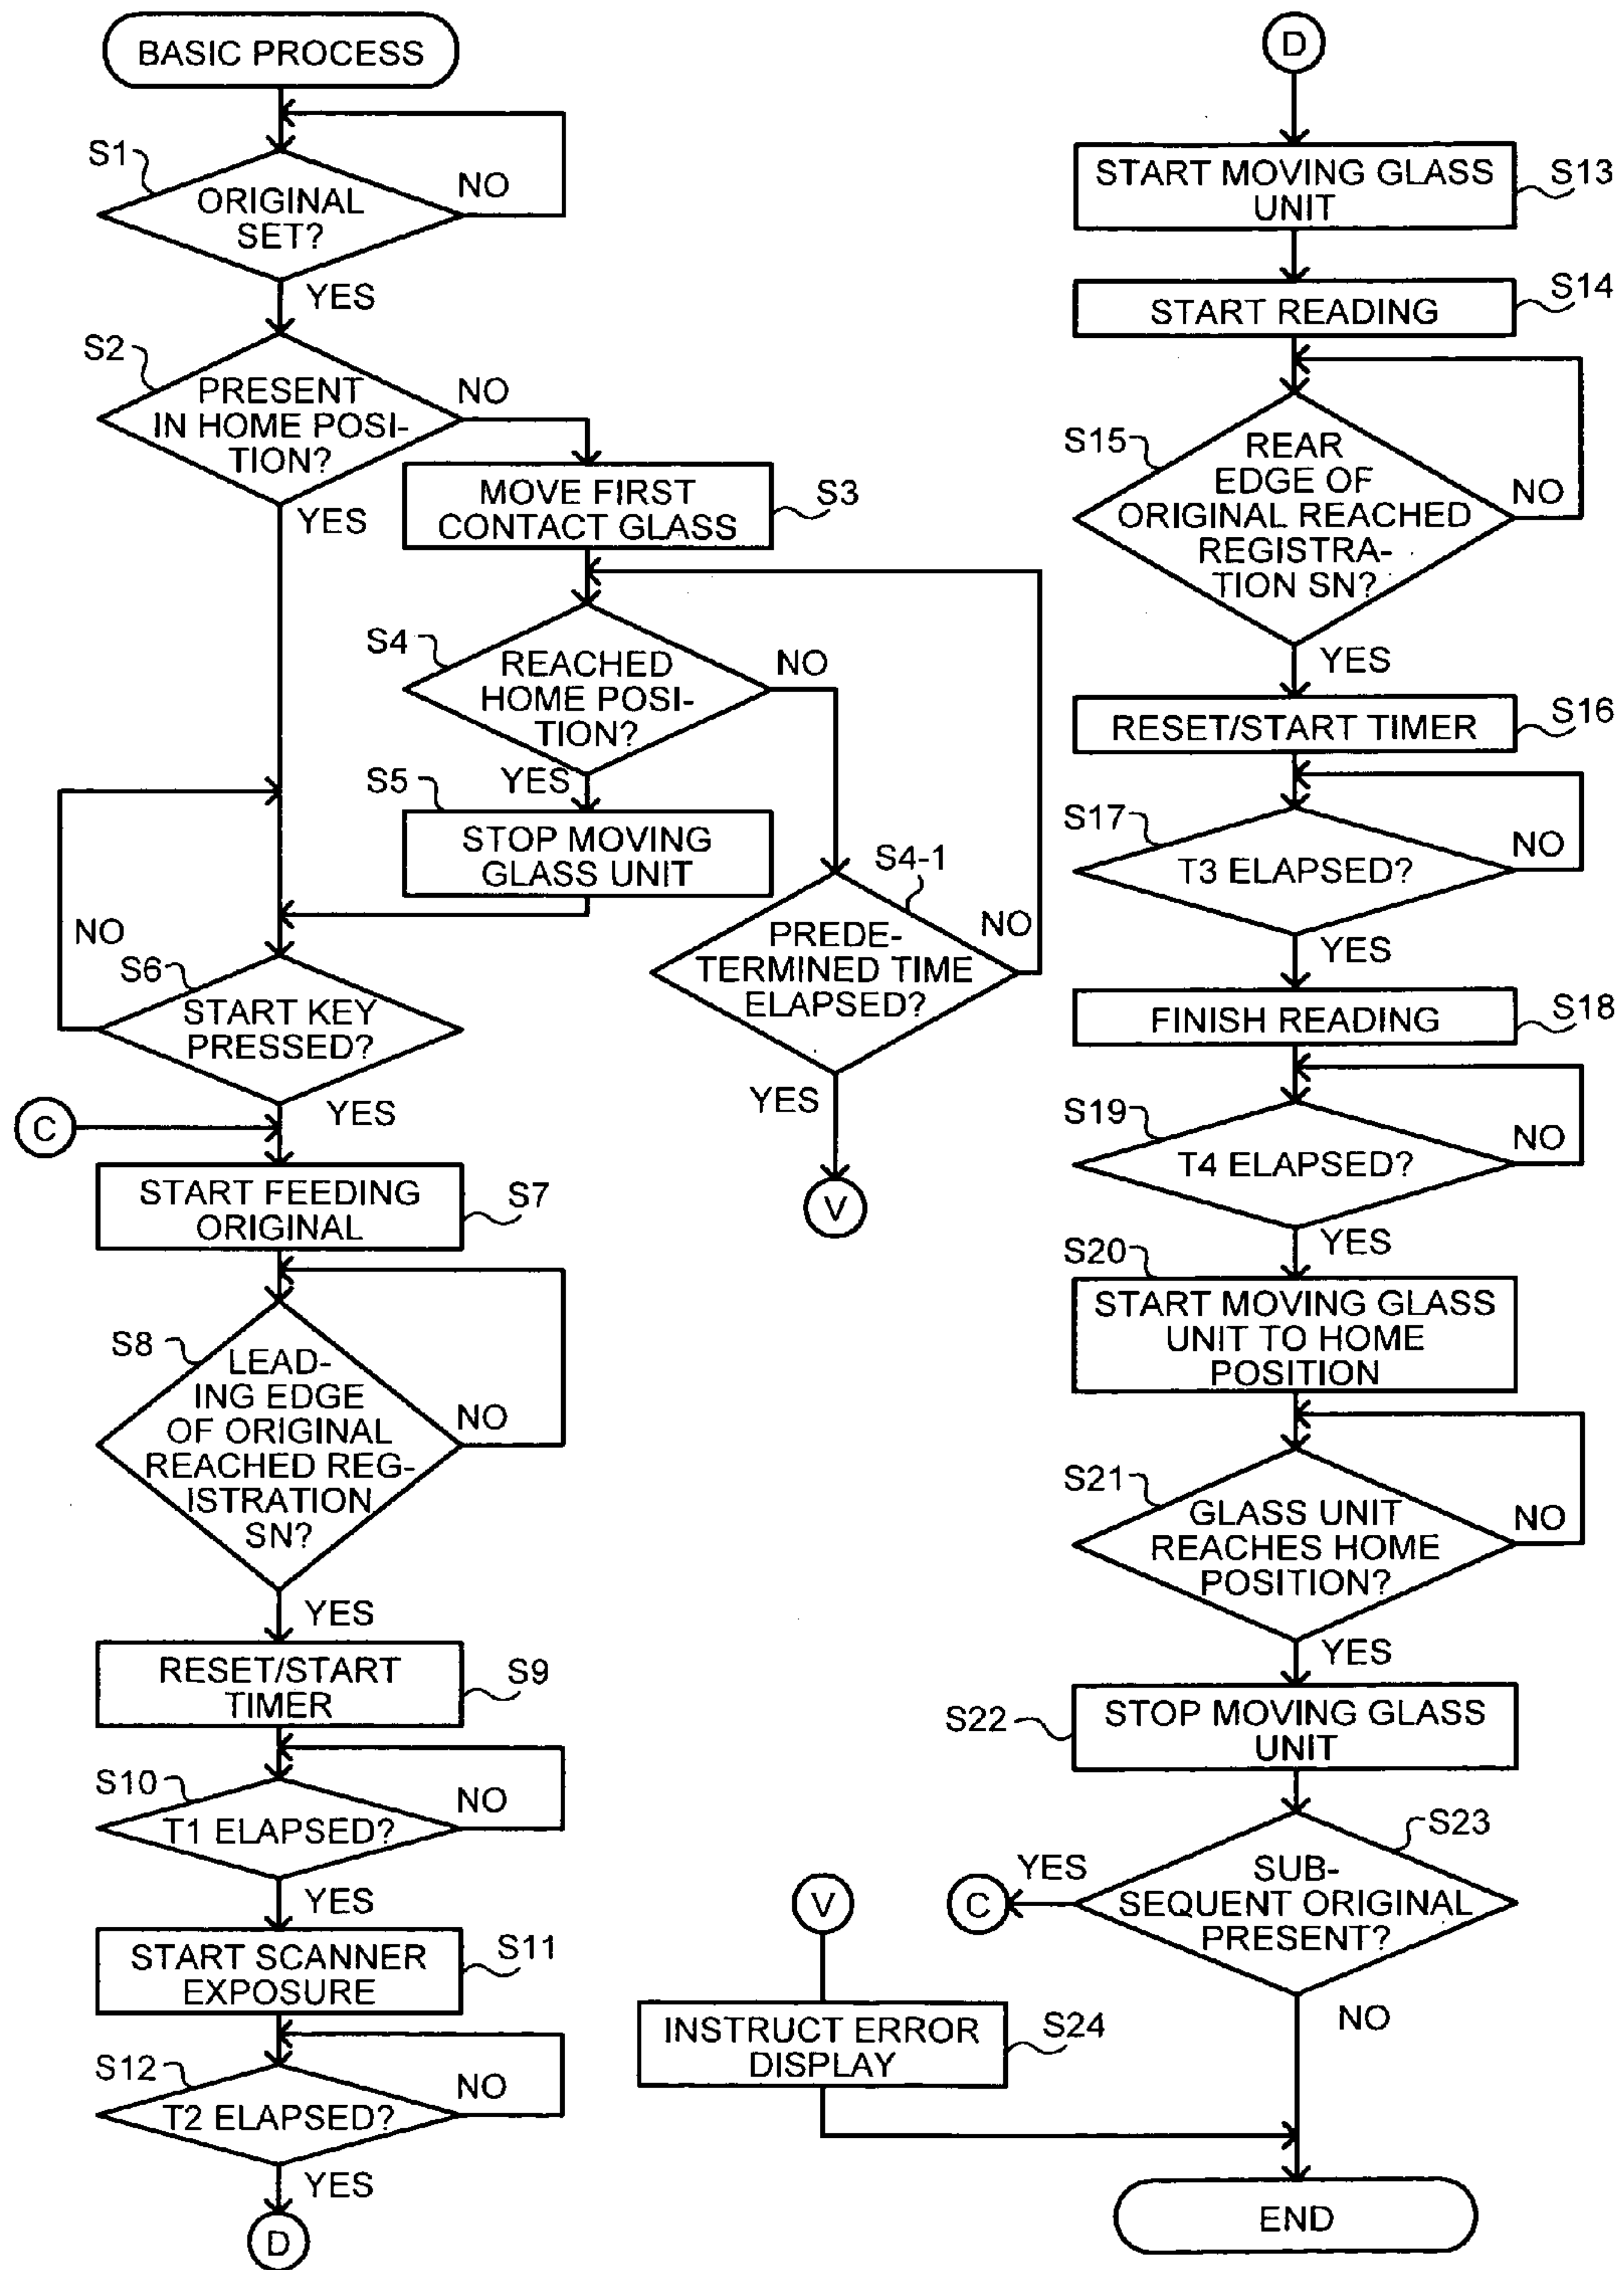 BASIC PROCESS
S1
ORIGINAL
SET?
NO
YES
S2
PRESENT
IN HOME POSI-
TION?
NO
YES
MOVE FIRST
CONTACT GLASS
S3
S4
REACHED
HOME POSI-
TION?
NO
YES
S5
STOP MOVING
GLASS UNIT
S4-1
PREDE-
TERMINED TIME
ELAPSED?
NO
YES
V
NO
S6
START KEY
PRESSED?
YES
C
START FEEDING
ORIGINAL
S7
S8
LEAD-
ING EDGE
OF ORIGINAL
REACHED REG-
ISTRATION
SN?
NO
YES
RESET/START
TIMER
S9
S10
T1 ELAPSED?
NO
YES
START SCANNER
EXPOSURE
S11
S12
T2 ELAPSED?
NO
YES
D
D
START MOVING GLASS
UNIT
S13
START READING
S14
S15
REAR
EDGE OF
ORIGINAL REACHED
REGISTRA-
TION SN?
NO
YES
RESET/START TIMER
S16
S17
T3 ELAPSED?
NO
YES
FINISH READING
S18
S19
T4 ELAPSED?
NO
YES
S20
START MOVING GLASS
UNIT TO HOME
POSITION
S21
GLASS UNIT
REACHES HOME
POSITION?
NO
YES
S22
STOP MOVING GLASS
UNIT
S23
SUB-
SEQUENT ORIGINAL
PRESENT?
YES
C
NO
V
INSTRUCT ERROR
DISPLAY
S24
END